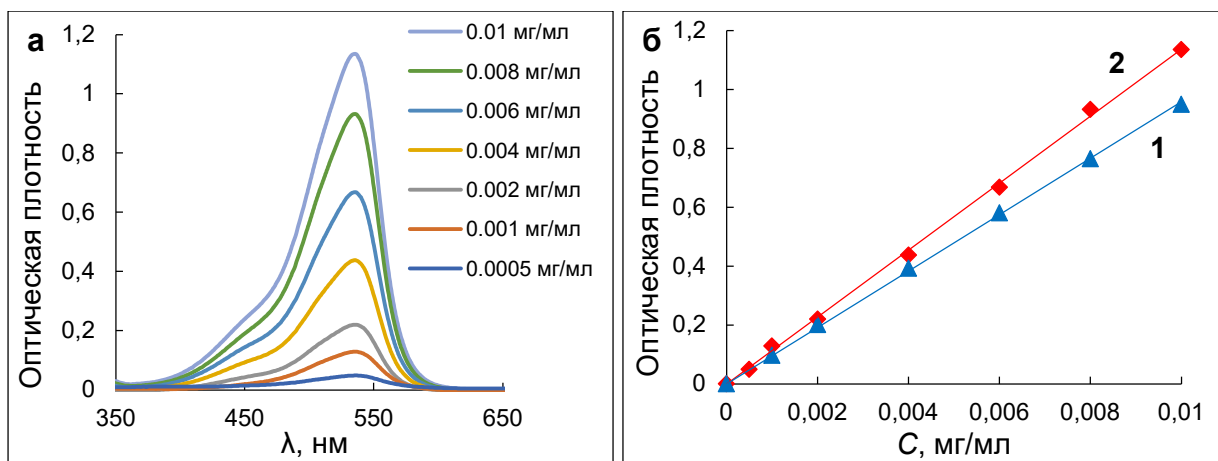 а
Оптическая плотность
1,2
1
0,8
0,6
0,4
0,2
0
350
450
550
650
λ, нм
0.01 мг/мл
0.008 мг/мл
0.006 мг/мл
0.004 мг/мл
0.002 мг/мл
0.001 мг/мл
0.0005 мг/мл
б
Оптическая плотность
1,2
1
0,8
0,6
0,4
0,2
0
0
0,002
0,004
0,006
0,008
0,01
С, мг/мл
2
1